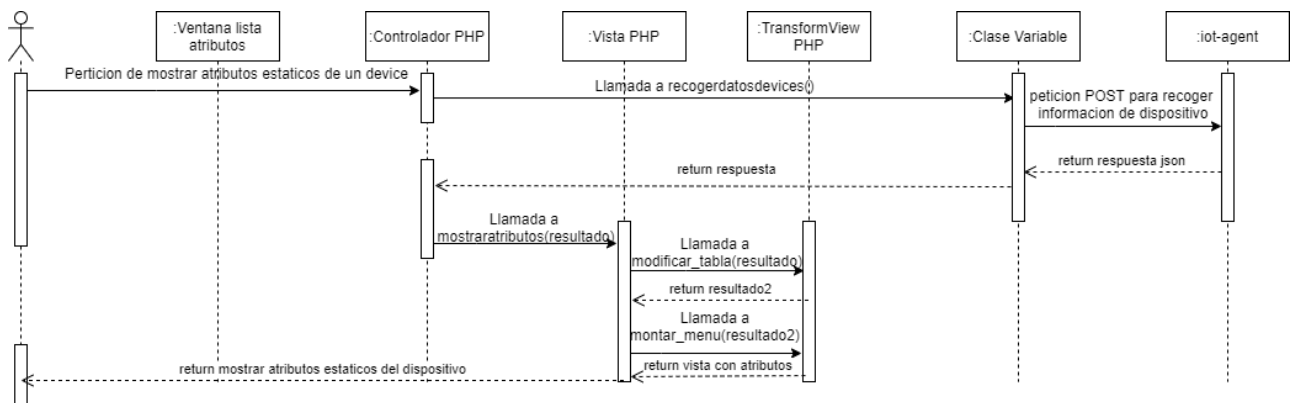 :Ventana lista
atributos
:Controlador PHP
:Vista PHP
:TransformView
PHP
:Clase Variable
:iot-agent
Perticion de mostrar atributos estaticos de un device
Llamada a recogerdatosdevices()
peticion POST para recoger
informacion de dispositivo
return respuesta json
return respuesta
Llamada a
mostraratributos(resultado)
Llamada a
modificar_tabla(resultado)
return resultado2
Llamada a
montar_menu(resultado2)
return vista con atributos
return mostrar atributos estaticos del dispositivo